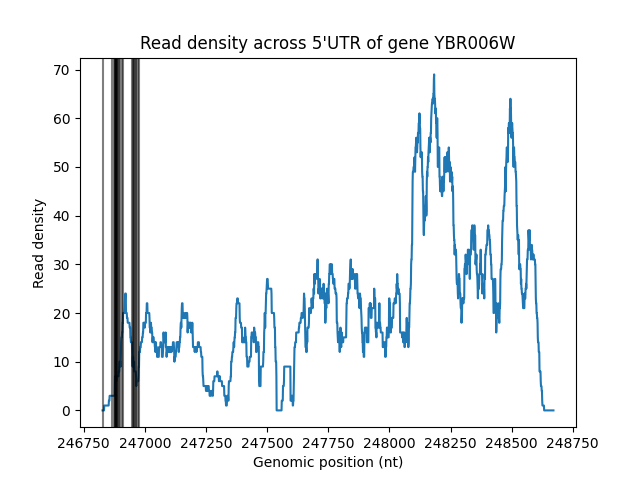 Read density across 5'UTR of gene YBR006W
70
60
50
40
30
20
10
0
Read density
246750 247000 247250 247500 247750 248000 248250 248500 248750
Genomic position (nt)